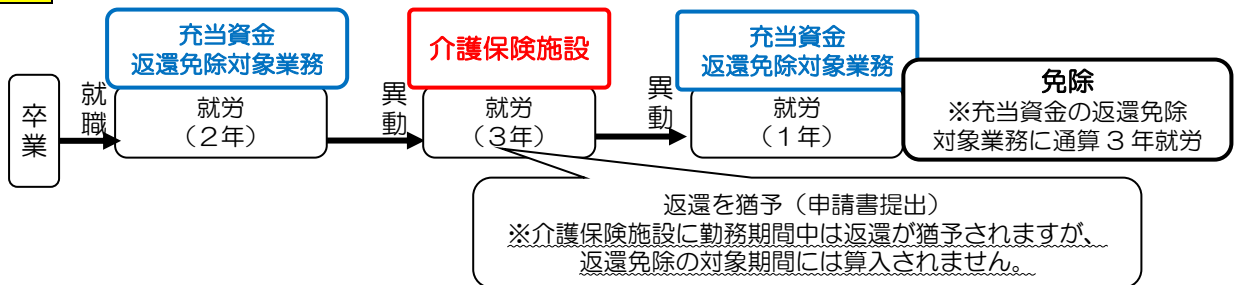 充当資金
返還免除対象業務
介護保険施設
充当資金
返還免除対象業務
卒業
就職
就労
（２年）
異動
就労
（３年）
異動
就労
（１年）
免除
※充当資金の返還免除
対象業務に通算３年就労
返還を猶予（申請書提出）
※介護保険施設に勤務期間中は返還が猶予されますが、
返還免除の対象期間には算入されません。